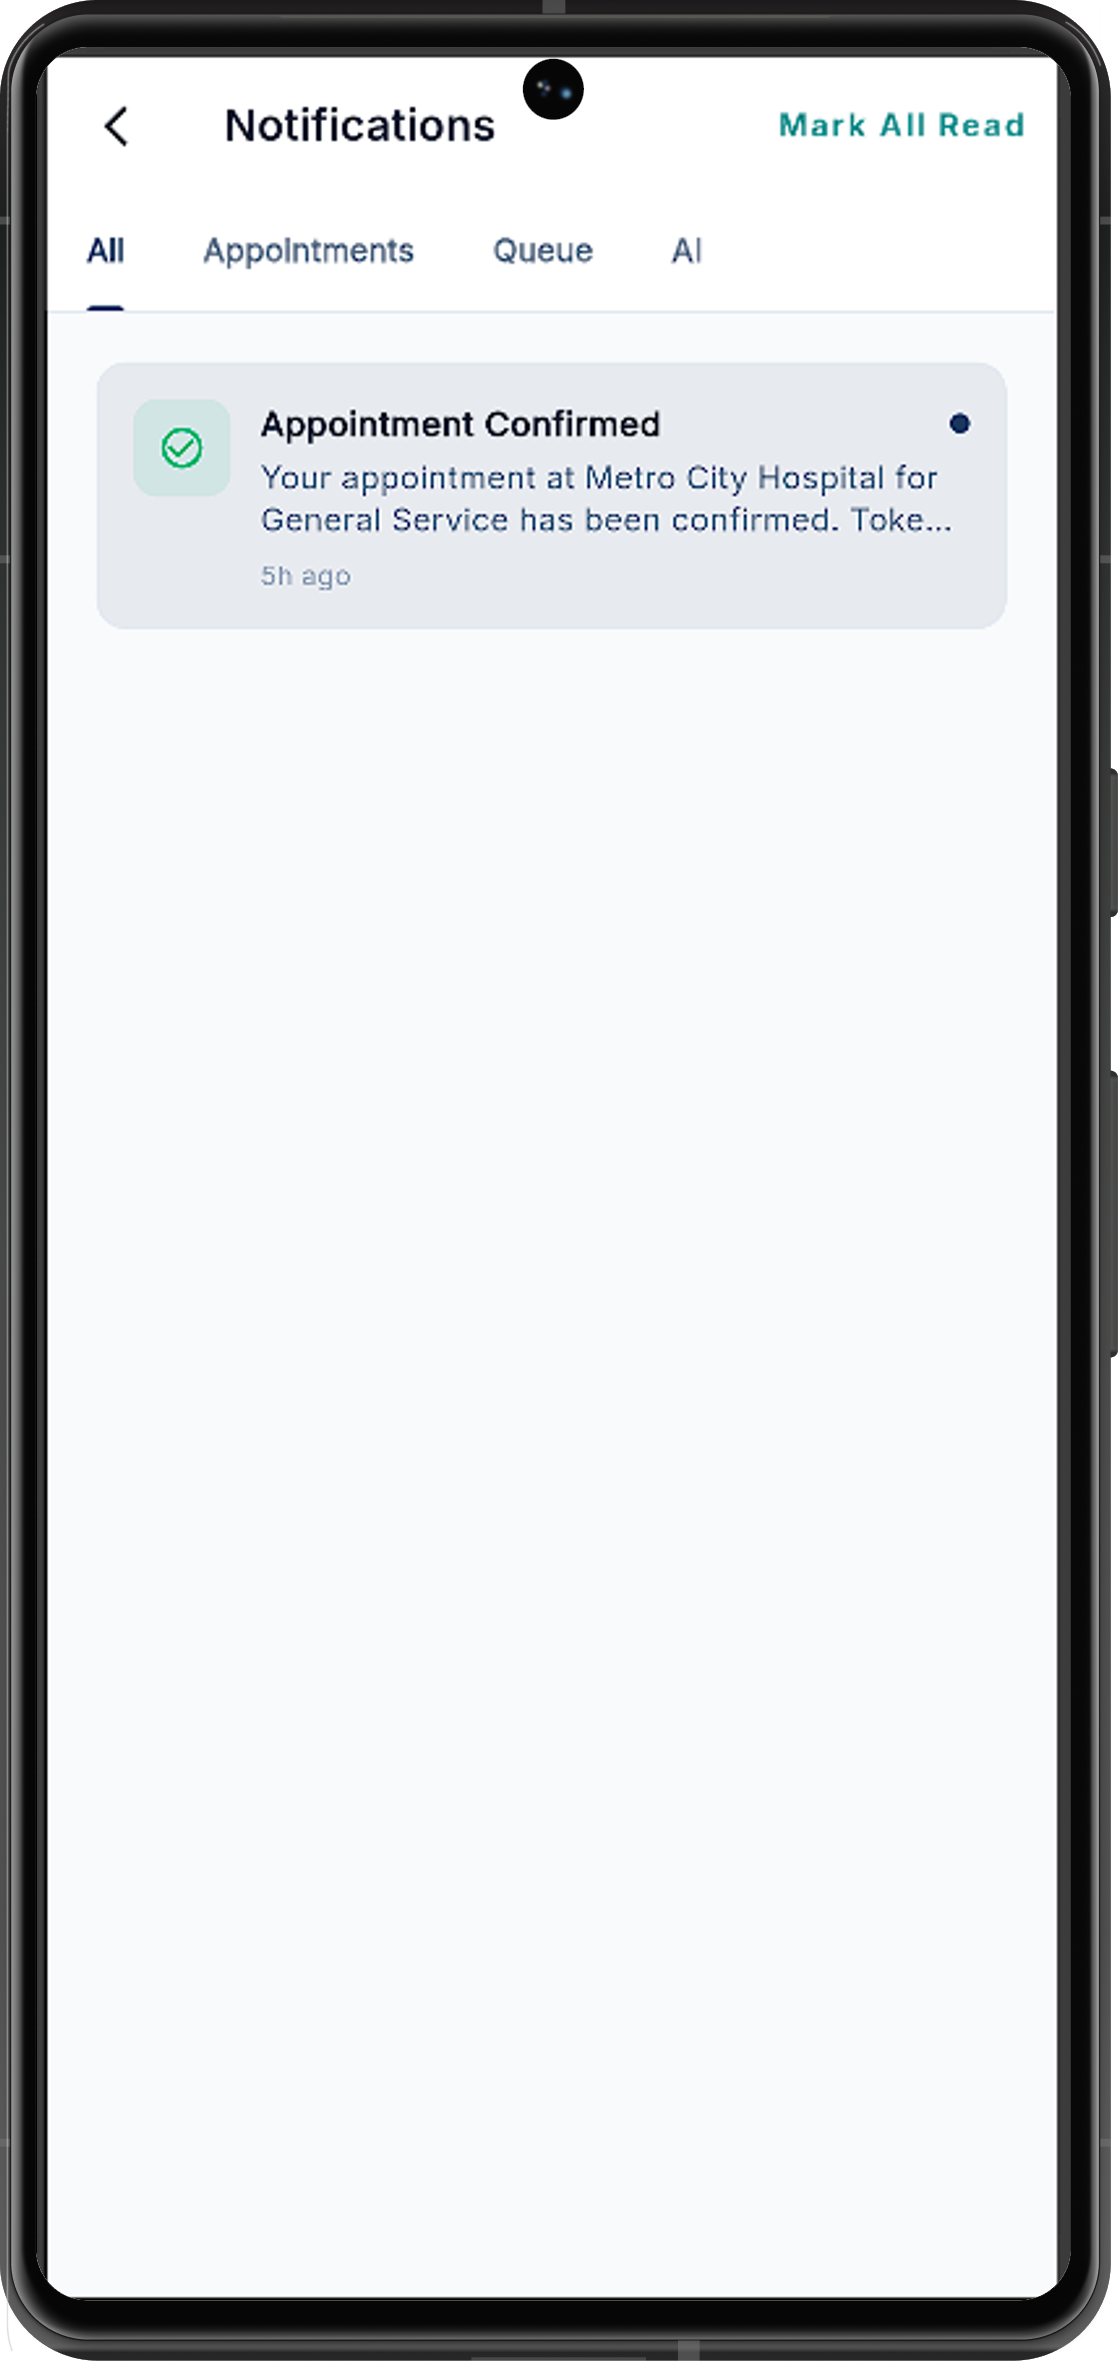 Notifications
Mark All Read
All
Appointments
Queue
AI
Appointment Confirmed
Your appointment at Metro City Hospital for
General Service has been confirmed. Toke...
5h ago